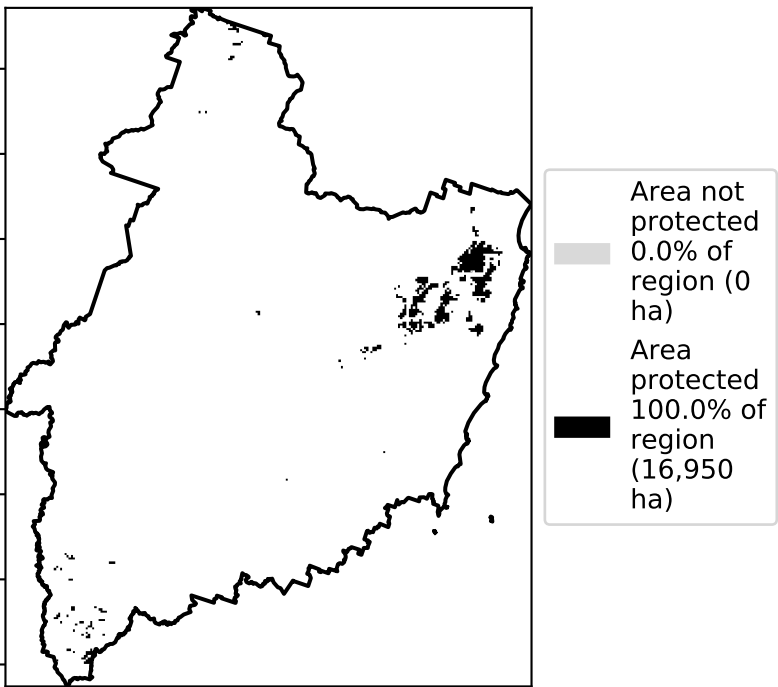 Area not
protected
0.0% of
region (0
ha)
Area
protected
100.0% of
region
(16,950
ha)